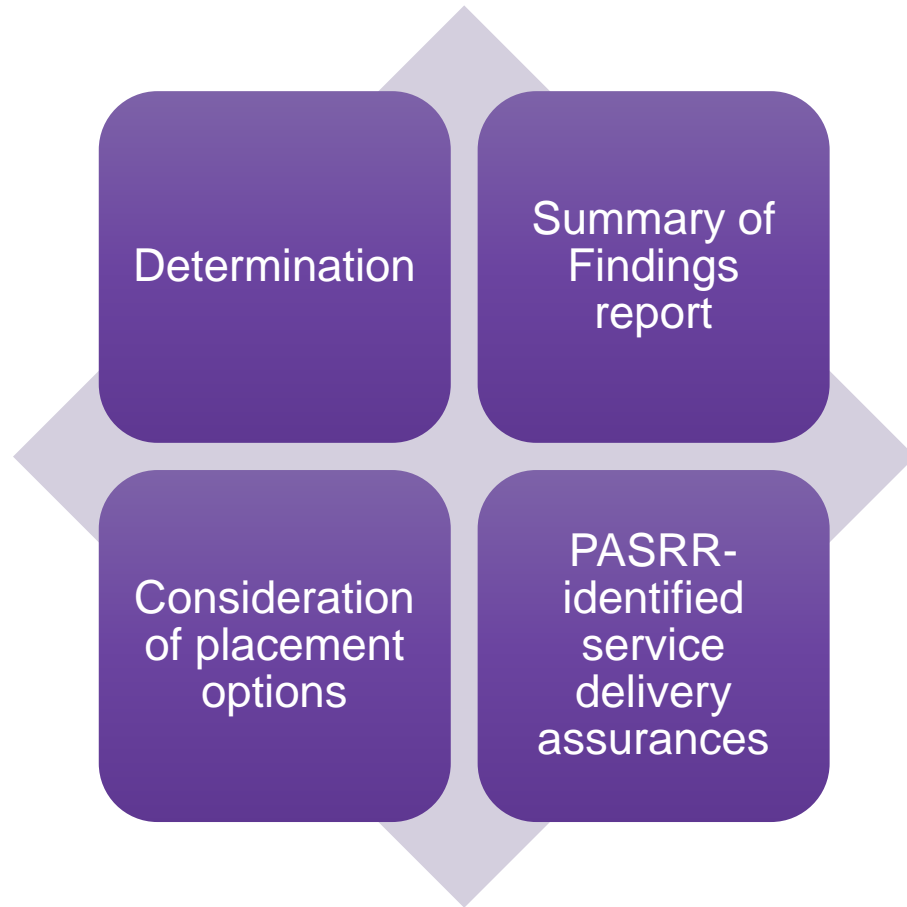 Determination
Summary of
Findings
report
Consideration
of placement
options
PASRR-
identified
service
delivery
assurances